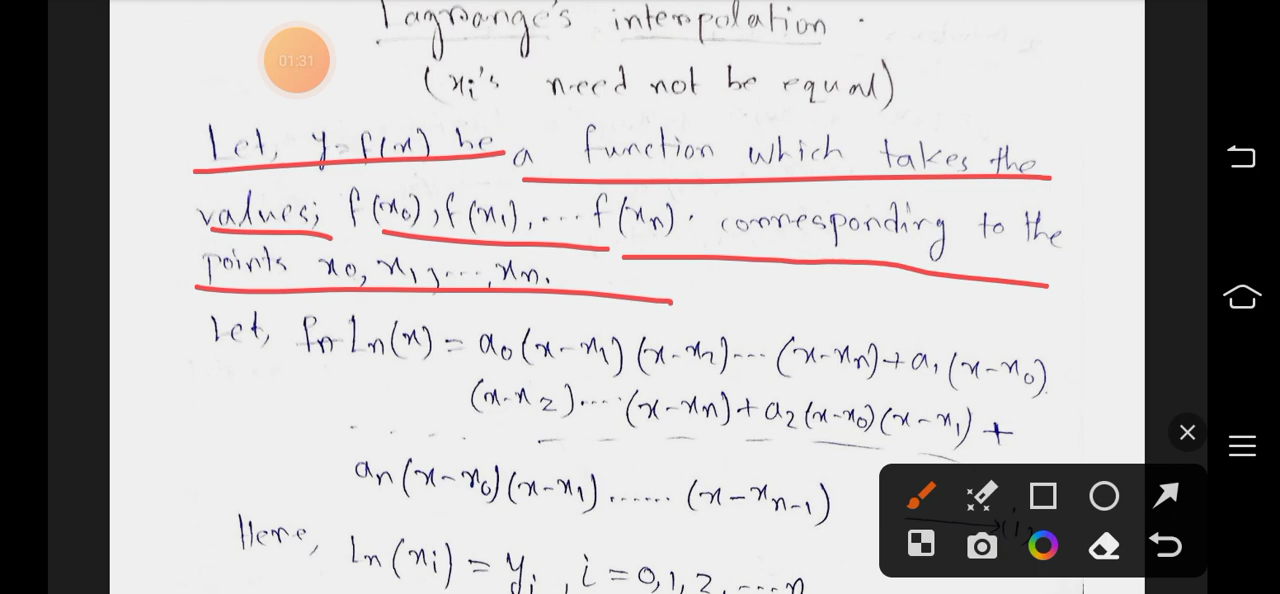 Lagrange's interpolation.
(xi's need not be equal)
01:31
Let, y=f(x) be a function which takes the
values; f(x0), f(x1), .... f(xn). corresponding to the
points x0, x1, ...., xn.
Let, Ln(x) = a0(x-x1)(x-x2)....(x-xn)+a1(x-x0)
(x-x2)....(x-xn)+a2(x-x0)(x-x1)+
an(x-x0)(x-x1)......(x-xn-1)
Here, Ln(xi) = yi, i=0,1,2,....n